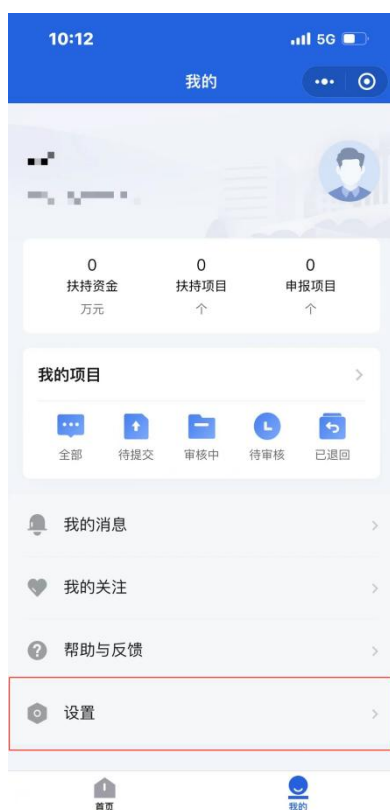 10:12 5G
我的
0 0 0
扶持资金 扶持项目 申报项目
万元 个 个
我的项目
全部 待提交 审核中 待审核 已退回
我的消息
我的关注
帮助与反馈
设置
首页 我的